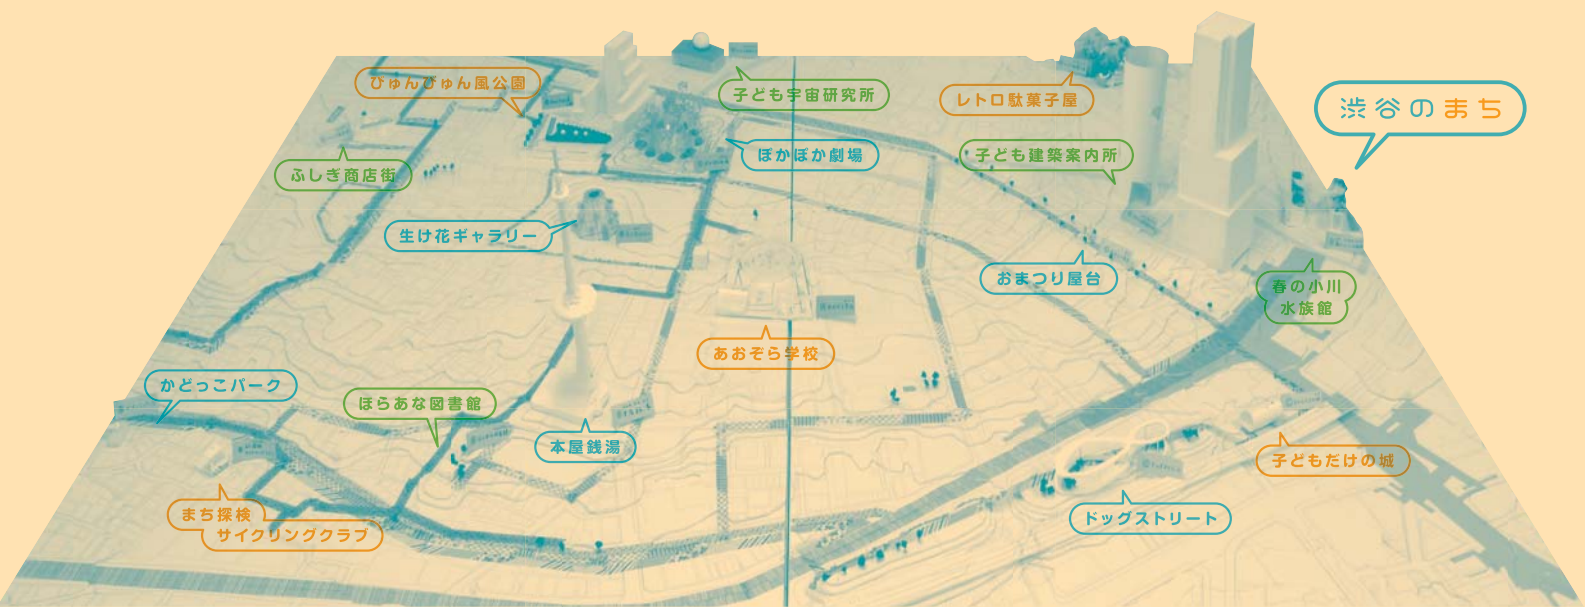 びゅんびゅん風公園
子ども宇宙研究所
レトロ駄菓子屋
渋谷のまち
ふしぎ商店街
ぽかぽか劇場
子ども建築案内所
生け花ギャラリー
おまつり屋台
春の小川
水族館
あおぞら学校
かどっこパーク
ほらあな図書館
本屋銭湯
子どもだけの城
まち探検
サイクリングクラブ
ドッグストリート